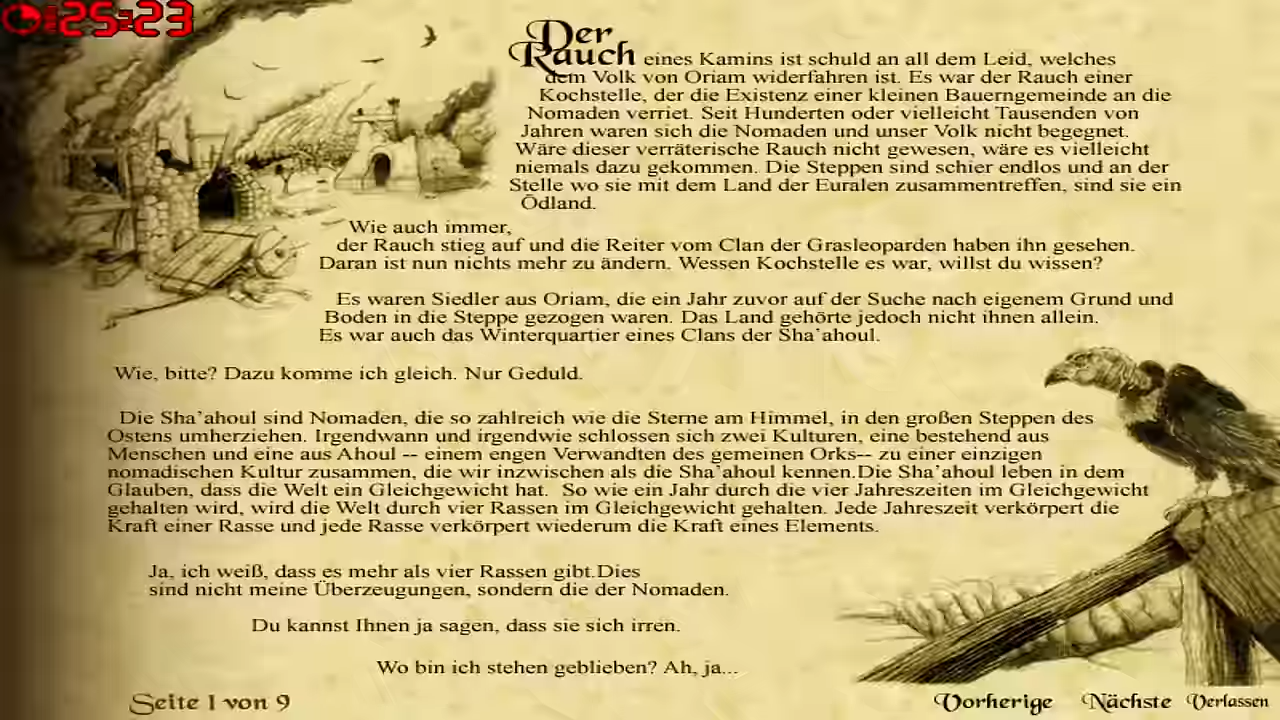 25:23
Der
Rauch eines Kamins ist schuld an all dem Leid, welches
dem Volk von Oriam widerfahren ist. Es war der Rauch einer
Kochstelle, der die Existenz einer kleinen Bauerngemeinde an die
Nomaden verriet. Seit Hunderten oder vielleicht Tausenden von
Jahren waren sich die Nomaden und unser Volk nicht begegnet.
Wäre dieser verräterische Rauch nicht gewesen, wäre es vielleicht
niemals dazu gekommen. Die Steppen sind schier endlos und an der
Stelle wo sie mit dem Land der Euralen zusammentreffen, sind sie ein
Ödland.
Wie auch immer,
der Rauch stieg auf und die Reiter vom Clan der Grasleoparden haben ihn gesehen.
Daran ist nun nichts mehr zu ändern. Wessen Kochstelle es war, willst du wissen?
Es waren Siedler aus Oriam, die ein Jahr zuvor auf der Suche nach eigenem Grund und
Boden in die Steppe gezogen waren. Das Land gehörte jedoch nicht ihnen allein.
Es war auch das Winterquartier eines Clans der Sha'ahoul.
Wie, bitte? Dazu komme ich gleich. Nur Geduld.
Die Sha'ahoul sind Nomaden, die so zahlreich wie die Sterne am Himmel, in den großen Steppen des
Ostens umherziehen. Irgendwann und irgendwie schlossen sich zwei Kulturen, eine bestehend aus
Menschen und eine aus Ahoul -- einem engen Verwandten des gemeinen Orks-- zu einer einzigen
nomadischen Kultur zusammen, die wir inzwischen als die Sha'ahoul kennen.Die Sha'ahoul leben in dem
Glauben, dass die Welt ein Gleichgewicht hat.  So wie ein Jahr durch die vier Jahreszeiten im Gleichgewicht
gehalten wird, wird die Welt durch vier Rassen im Gleichgewicht gehalten. Jede Jahreszeit verkörpert die
Kraft einer Rasse und jede Rasse verkörpert wiederum die Kraft eines Elements.
Ja, ich weiß, dass es mehr als vier Rassen gibt.Dies
sind nicht meine Überzeugungen, sondern die der Nomaden.
Du kannst Ihnen ja sagen, dass sie sich irren.
Wo bin ich stehen geblieben? Ah, ja...
Seite 1 von 9
Vorherige Nächste Verlassen